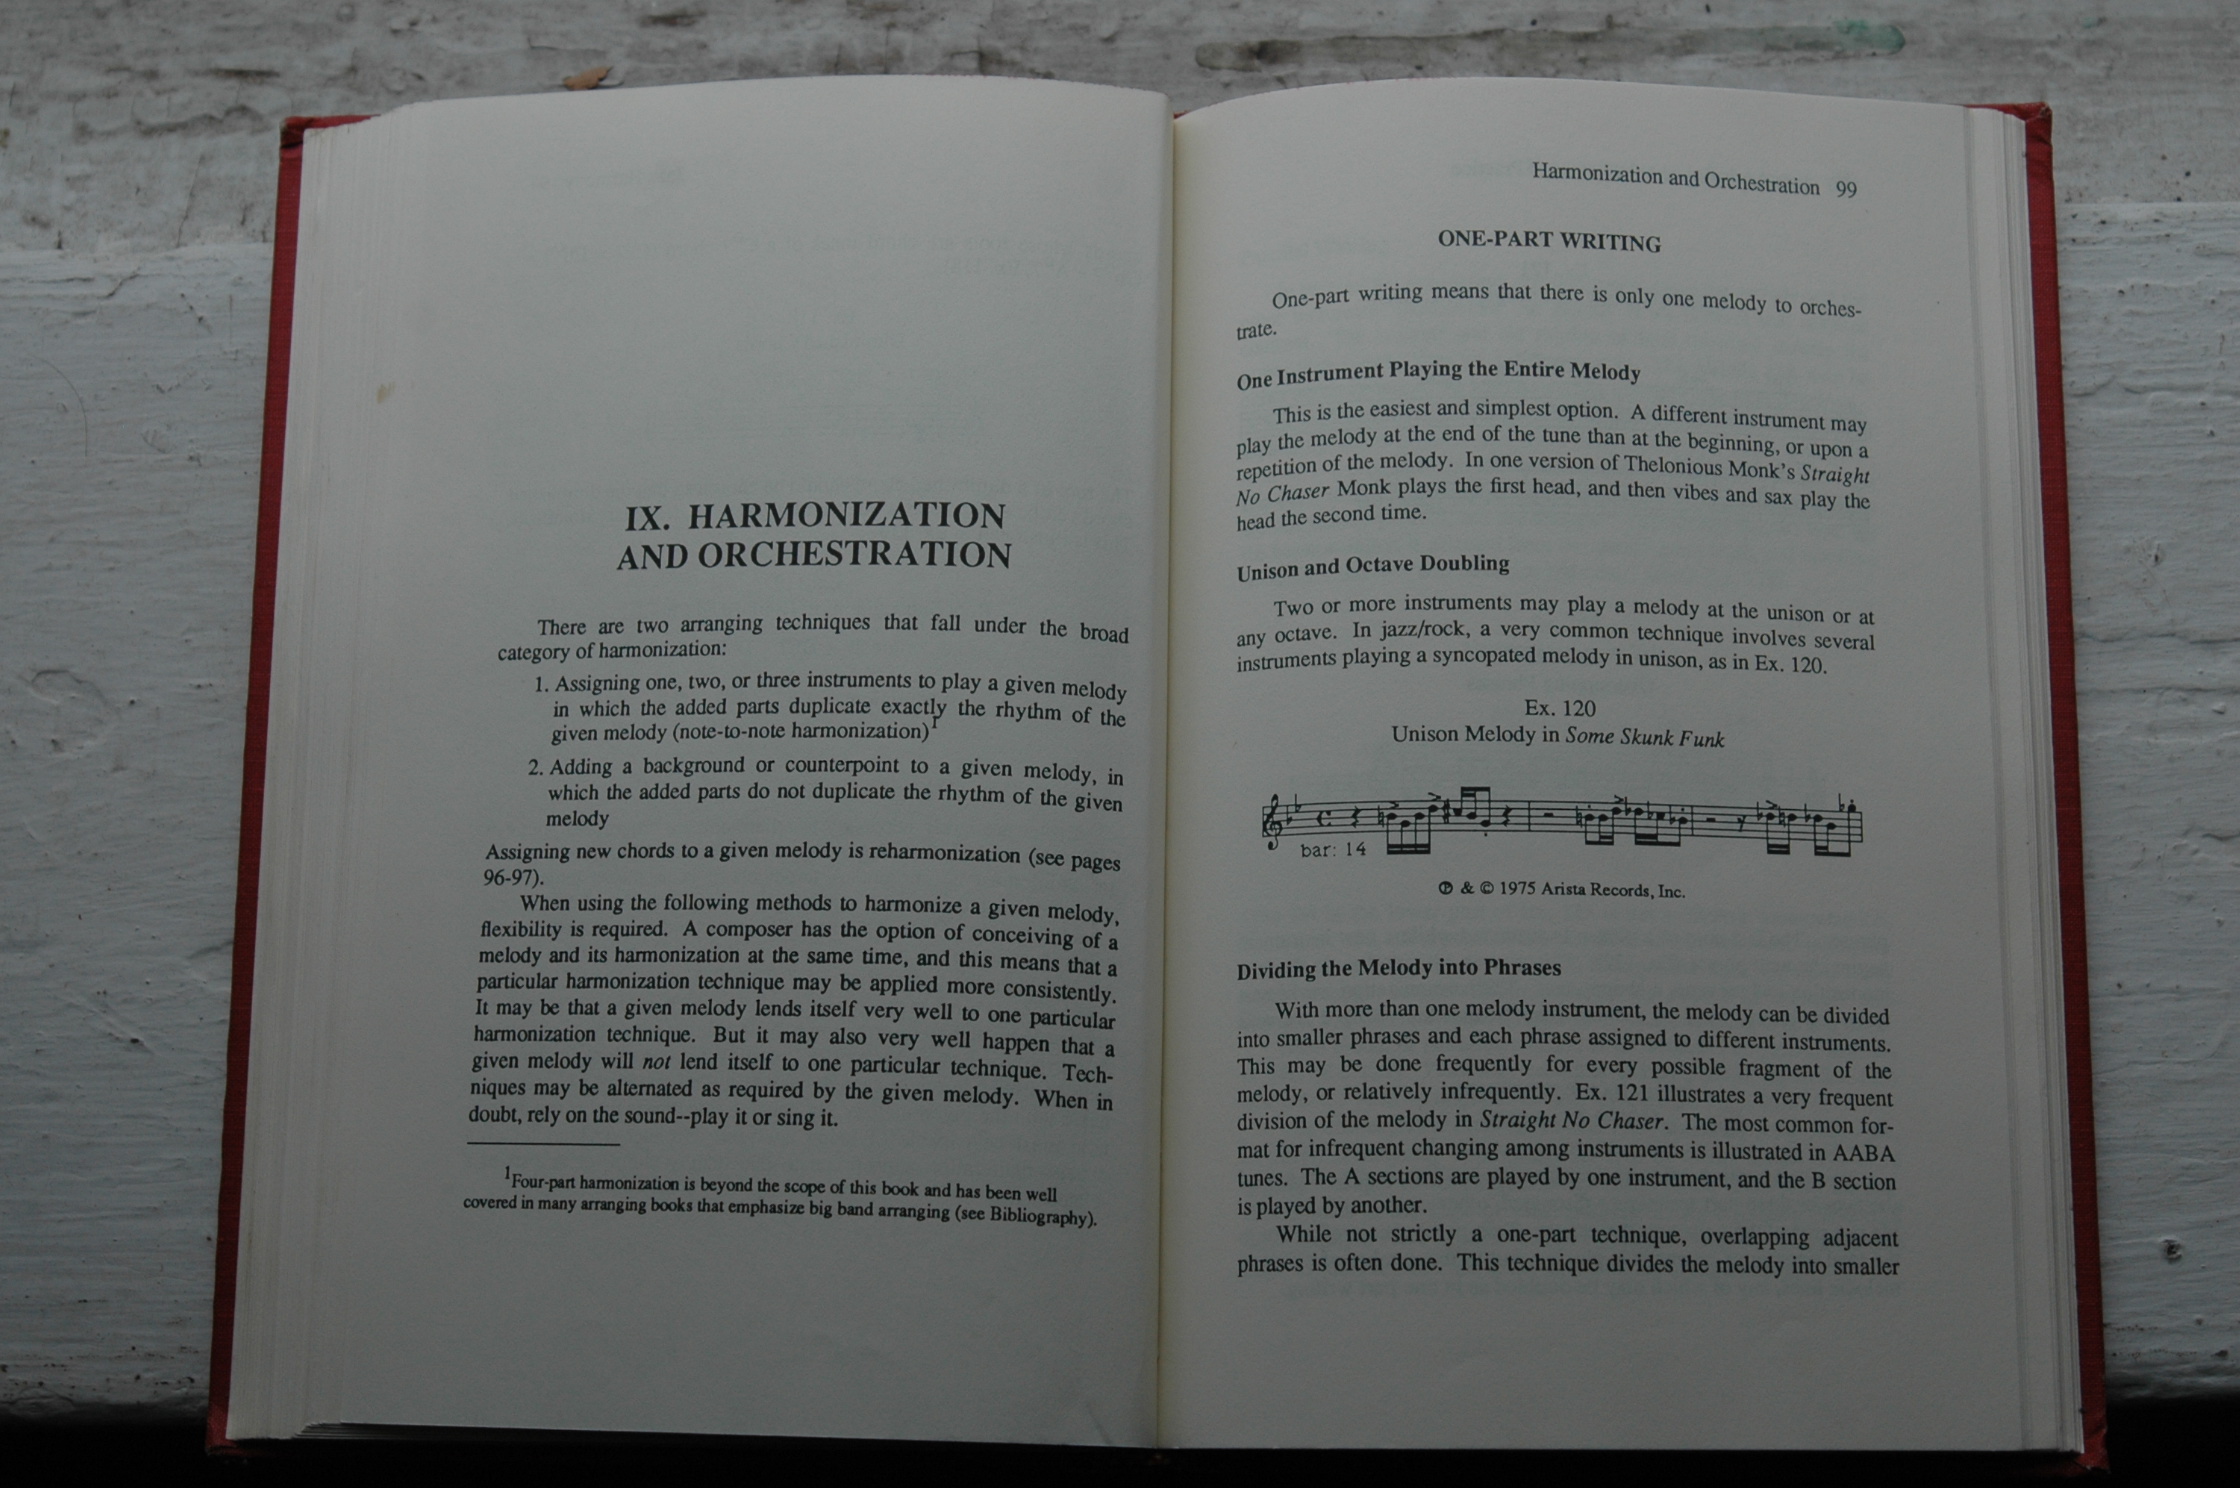 IX. HARMONIZATION
AND ORCHESTRATION
There are two arranging techniques that fall under the broad
category of harmonization:
1. Assigning one, two, or three instruments to play a given melody
in which the added parts duplicate exactly the rhythm of the
given melody (note-to-note harmonization)1
2. Adding a background or counterpoint to a given melody, in
which the added parts do not duplicate the rhythm of the given
melody
Assigning new chords to a given melody is reharmonization (see pages
96-97).
When using the following methods to harmonize a given melody,
flexibility is required. A composer has the option of conceiving of a
melody and its harmonization at the same time, and this means that a
particular harmonization technique may be applied more consistently.
It may be that a given melody lends itself very well to one particular
harmonization technique. But it may also very well happen that a
given melody will not lend itself to one particular technique. Tech-
niques may be alternated as required by the given melody. When in
doubt, rely on the sound--play it or sing it.
1Four-part harmonization is beyond the scope of this book and has been well
covered in many arranging books that emphasize big band arranging (see Bibliography).
Harmonization and Orchestration 99
ONE-PART WRITING
One-part writing means that there is only one melody to orches-
trate.
One Instrument Playing the Entire Melody
This is the easiest and simplest option. A different instrument may
play the melody at the end of the tune than at the beginning, or upon a
repetition of the melody. In one version of Thelonious Monk's Straight
No Chaser Monk plays the first head, and then vibes and sax play the
head the second time.
Unison and Octave Doubling
Two or more instruments may play a melody at the unison or at
any octave. In jazz/rock, a very common technique involves several
instruments playing a syncopated melody in unison, as in Ex. 120.
Ex. 120
Unison Melody in Some Skunk Funk
bar: 14
℗ & © 1975 Arista Records, Inc.
Dividing the Melody into Phrases
With more than one melody instrument, the melody can be divided
into smaller phrases and each phrase assigned to different instruments.
This may be done frequently for every possible fragment of the
melody, or relatively infrequently. Ex. 121 illustrates a very frequent
division of the melody in Straight No Chaser. The most common for-
mat for infrequent changing among instruments is illustrated in AABA
tunes. The A sections are played by one instrument, and the B section
is played by another.
While not strictly a one-part technique, overlapping adjacent
phrases is often done. This technique divides the melody into smaller